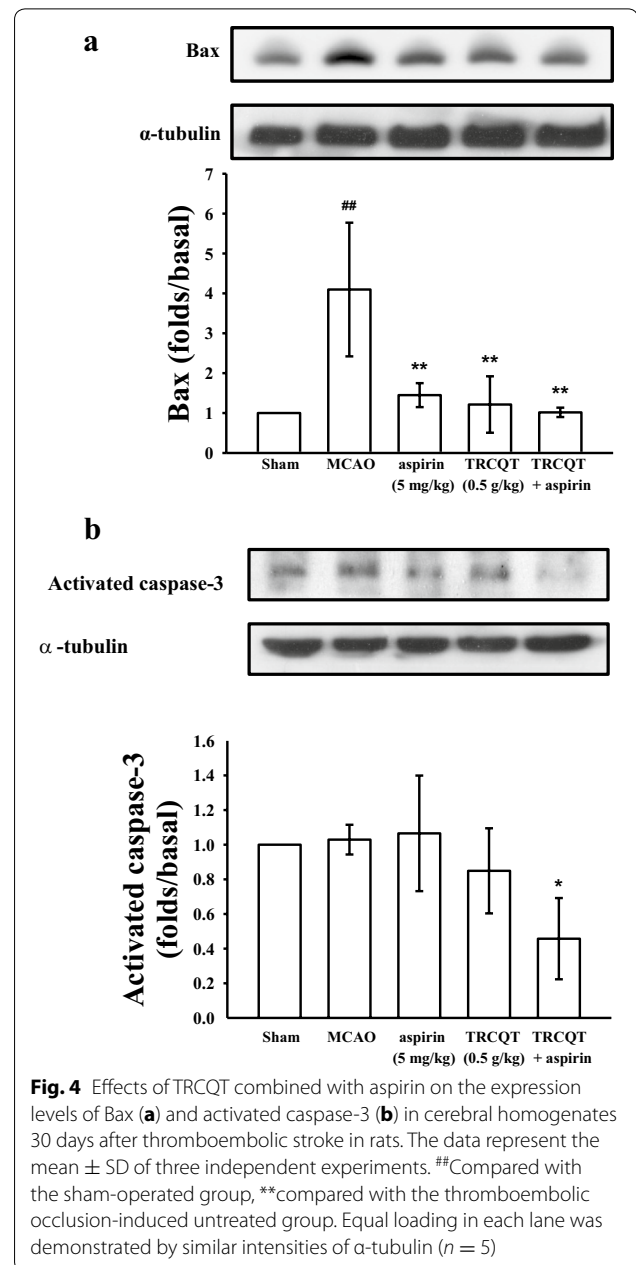 a
Bax
α-tubulin
7
6
5
4
3
2
1
0
Bax (folds/basal)
##
**
**
**
Sham MCAO aspirin TRCQT TRCQT
(5 mg/kg) (0.5 g/kg) + aspirin
b
Activated caspase-3
α -tubulin
1.6
1.4
1.2
1.0
0.8
0.6
0.4
0.2
0.0
Activated caspase-3
(folds/basal)
*
Sham MCAO aspirin TRCQT TRCQT
(5 mg/kg) (0.5 g/kg) + aspirin
Fig. 4 Effects of TRCQT combined with aspirin on the expression
levels of Bax (a) and activated caspase-3 (b) in cerebral homogenates
30 days after thromboembolic stroke in rats. The data represent the
mean ± SD of three independent experiments. ##Compared with
the sham-operated group, **compared with the thromboembolic
occlusion-induced untreated group. Equal loading in each lane was
demonstrated by similar intensities of α-tubulin (n = 5)